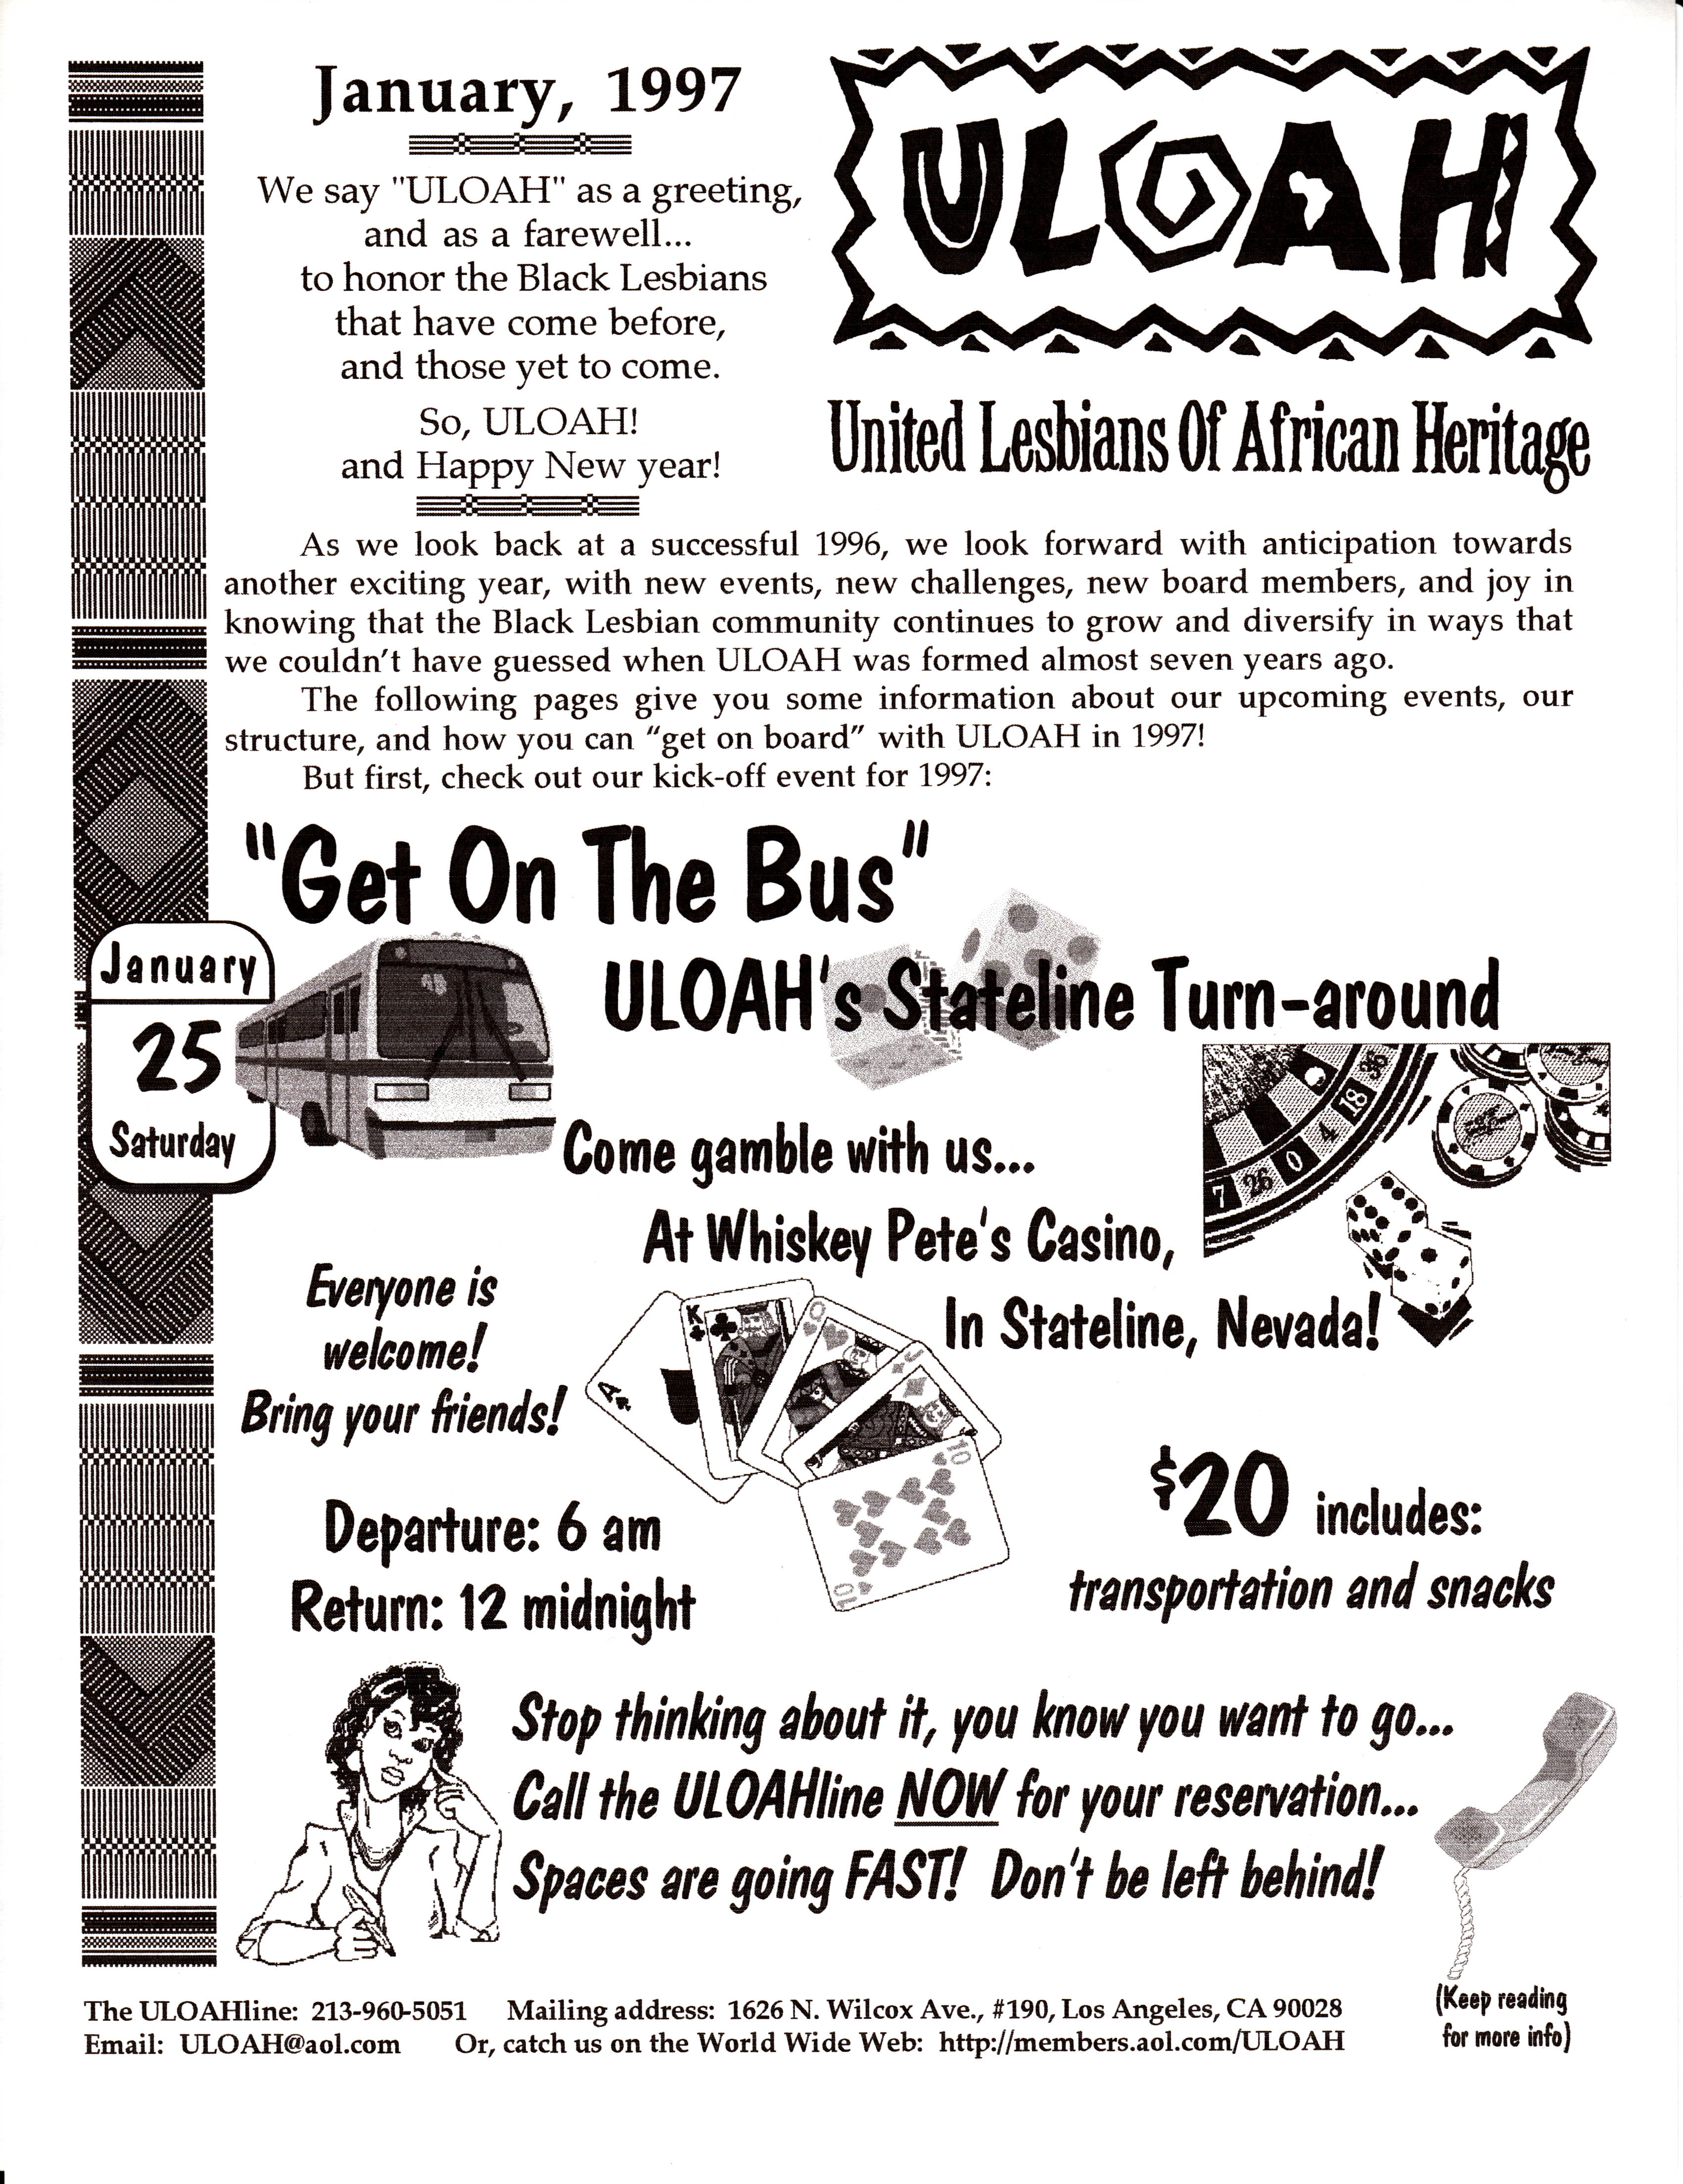 January, 1997
We say "ULOAH" as a greeting,
and as a farewell...
to honor the Black Lesbians
that have come before,
and those yet to come.
So, ULOAH!
and Happy New year!
ULOAH
United Lesbians Of African Heritage
As we look back at a successful 1996, we look forward with anticipation towards
another exciting year, with new events, new challenges, new board members, and joy in
knowing that the Black Lesbian community continues to grow and diversify in ways that
we couldn't have guessed when ULOAH was formed almost seven years ago.
The following pages give you some information about our upcoming events, our
structure, and how you can "get on board" with ULOAH in 1997!
But first, check out our kick-off event for 1997:
"Get On The Bus"
January
25
Saturday
ULOAH's Stateline Turn-around
Come gamble with us...
7 26 0 4 18 35
At Whiskey Pete's Casino,
In Stateline, Nevada!
Everyone is
welcome!
Bring your friends!
A
K
Q
J
10
10
$20 includes:
transportation and snacks
Departure: 6 am
Return: 12 midnight
Stop thinking about it, you know you want to go...
Call the ULOAHline NOW for your reservation...
Spaces are going FAST! Don't be left behind!
The ULOAHline: 213-960-5051 Mailing address: 1626 N. Wilcox Ave., #190, Los Angeles, CA 90028
Email: ULOAH@aol.com Or, catch us on the World Wide Web: http://members.aol.com/ULOAH
(Keep reading
for more info)